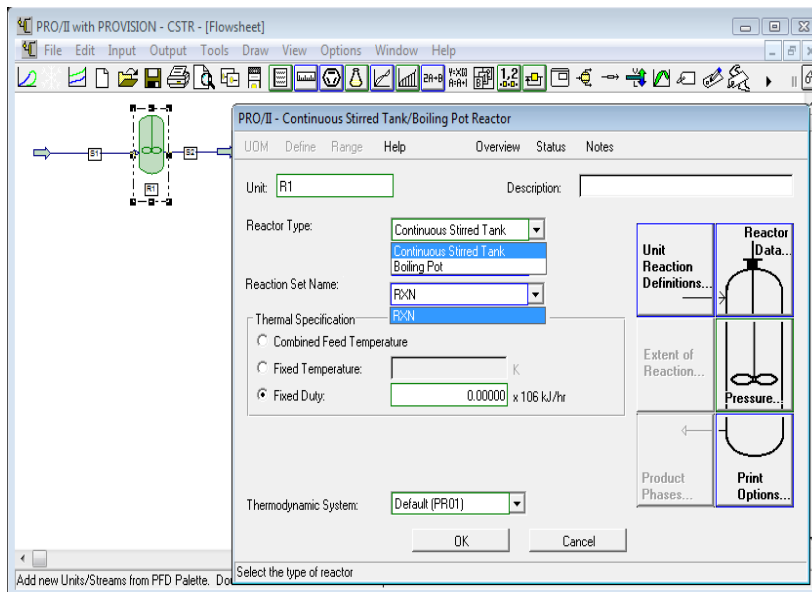 PRO/II with PROVISION - CSTR - [Flowsheet]
File Edit Input Output Tools Draw View Options Window Help
2A+B
1,2
S1
S2
R1
PRO/II - Continuous Stirred Tank/Boiling Pot Reactor
UOM Define Range Help Overview Status Notes
Unit: R1 Description:
Reactor Type: Continuous Stirred Tank
Continuous Stirred Tank
Boiling Pot
Reaction Set Name: RXN
RXN
Thermal Specification
Combined Feed Temperature
Fixed Temperature: K
Fixed Duty: 0.00000 x 106 kJ/hr
Unit Reaction Definitions...
Reactor Data...
Extent of Reaction...
Pressure...
Product Phases...
Print Options...
Thermodynamic System: Default (PR01)
OK Cancel
Select the type of reactor
Add new Units/Streams from PFD Palette. Do